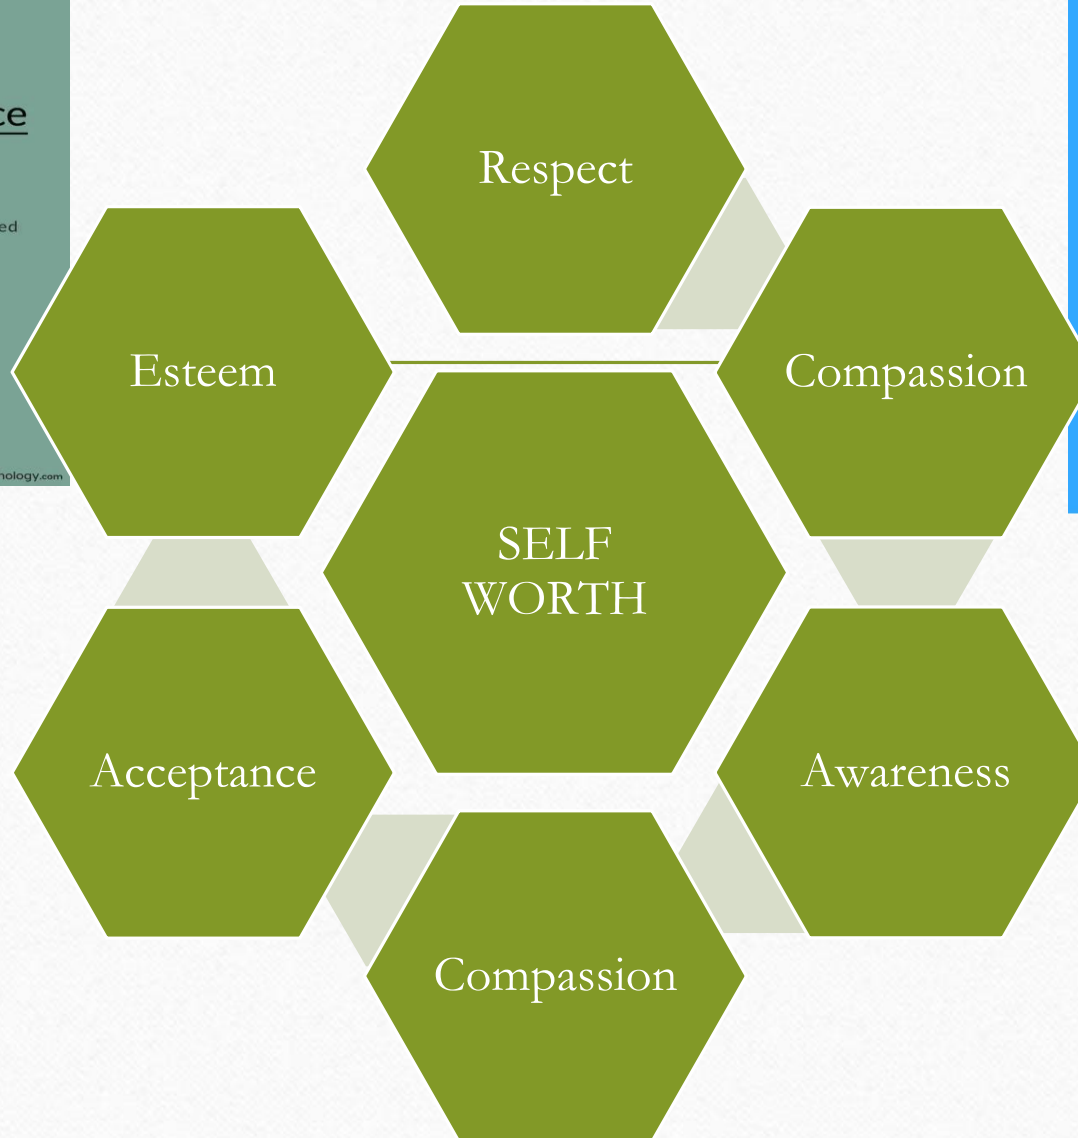 Respect
Esteem
Compassion
SELF
WORTH
Acceptance
Awareness
Compassion